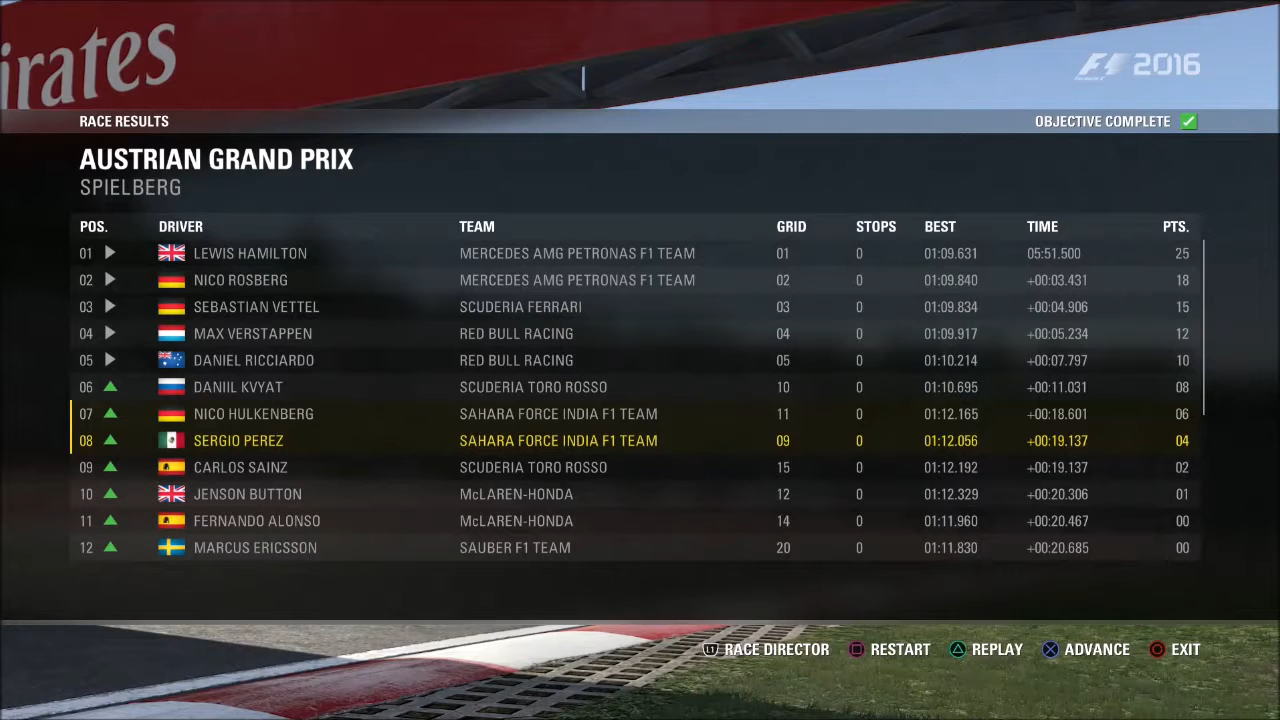 irates
F1 2016
RACE RESULTS OBJECTIVE COMPLETE
AUSTRIAN GRAND PRIX
SPIELBERG
POS. DRIVER TEAM GRID STOPS BEST TIME PTS.
01 LEWIS HAMILTON MERCEDES AMG PETRONAS F1 TEAM 01 0 01:09.631 05:51.500 25
02 NICO ROSBERG MERCEDES AMG PETRONAS F1 TEAM 02 0 01:09.840 +00:03.431 18
03 SEBASTIAN VETTEL SCUDERIA FERRARI 03 0 01:09.834 +00:04.906 15
04 MAX VERSTAPPEN RED BULL RACING 04 0 01:09.917 +00:05.234 12
05 DANIEL RICCIARDO RED BULL RACING 05 0 01:10.214 +00:07.797 10
06 DANIIL KVYAT SCUDERIA TORO ROSSO 10 0 01:10.695 +00:11.031 08
07 NICO HULKENBERG SAHARA FORCE INDIA F1 TEAM 11 0 01:12.165 +00:18.601 06
08 SERGIO PEREZ SAHARA FORCE INDIA F1 TEAM 09 0 01:12.056 +00:19.137 04
09 CARLOS SAINZ SCUDERIA TORO ROSSO 15 0 01:12.192 +00:19.137 02
10 JENSON BUTTON McLAREN-HONDA 12 0 01:12.329 +00:20.306 01
11 FERNANDO ALONSO McLAREN-HONDA 14 0 01:11.960 +00:20.467 00
12 MARCUS ERICSSON SAUBER F1 TEAM 20 0 01:11.830 +00:20.685 00
L1 RACE DIRECTOR RESTART REPLAY ADVANCE EXIT